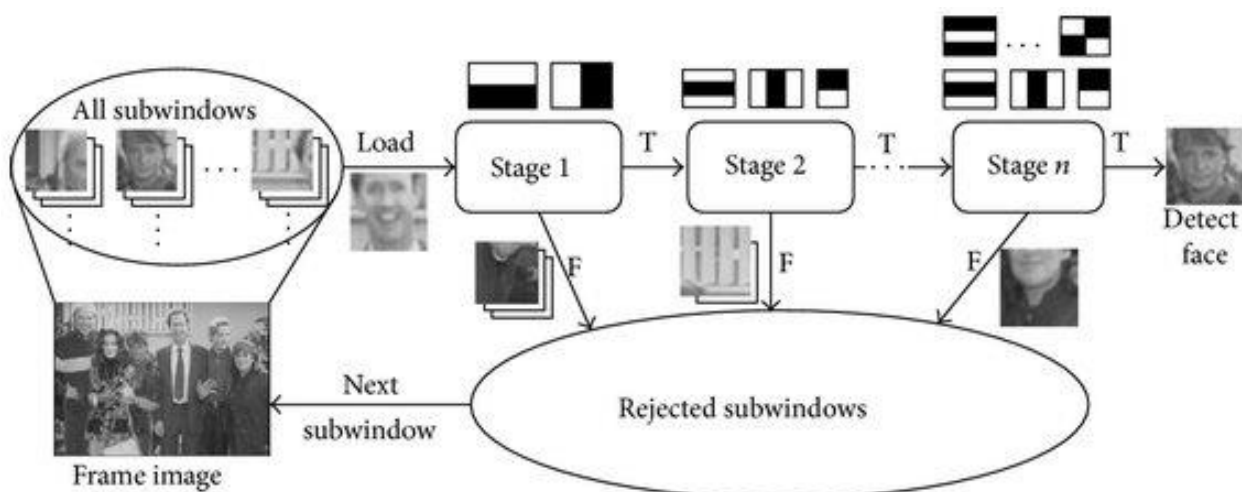 All subwindows
. . .
Load
Stage 1
T
Stage 2
. . .
T
. . .
Stage n
T
Detect
face
F
F
F
Next
subwindow
Rejected subwindows
Frame image